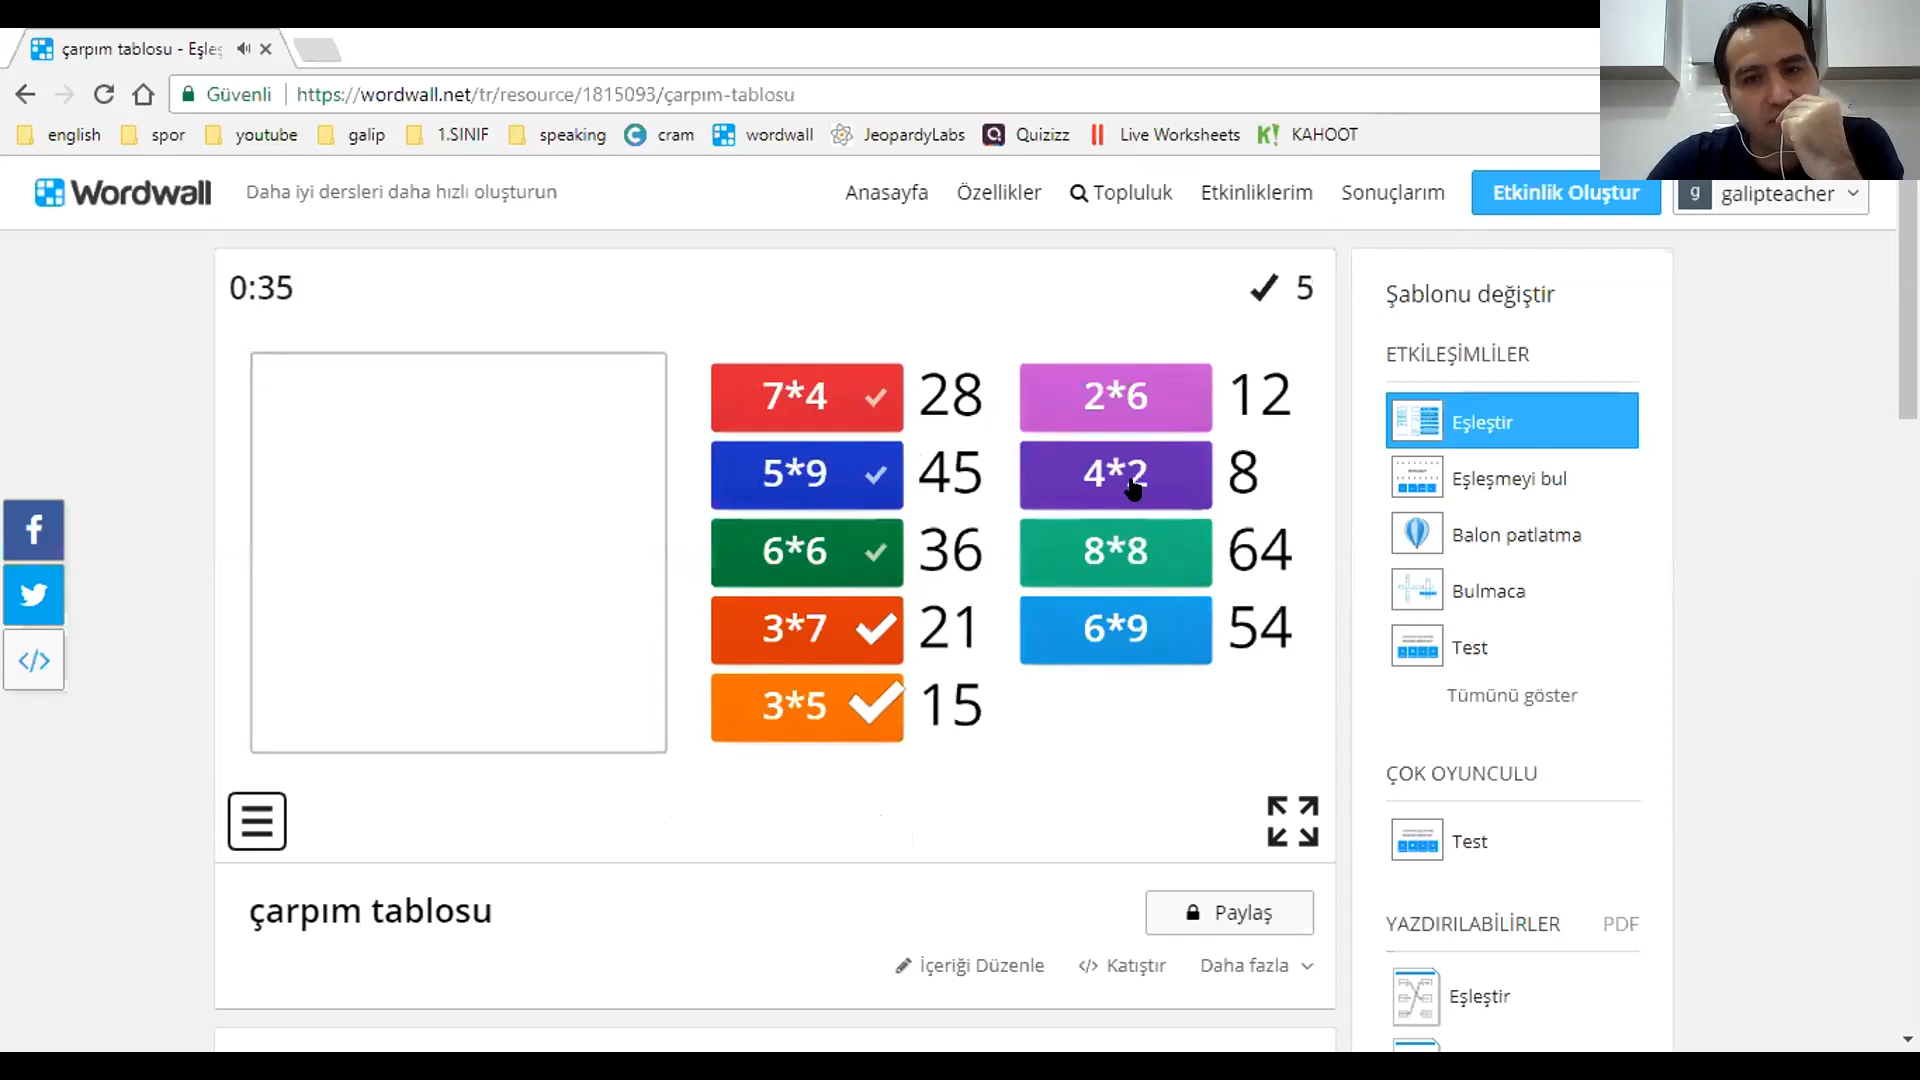 çarpım tablosu - Eşleş
Güvenli https://wordwall.net/tr/resource/1815093/çarpım-tablosu
english spor youtube galip 1.SINIF speaking cram wordwall JeopardyLabs Quizizz Live Worksheets KAHOOT
Wordwall Daha iyi dersleri daha hızlı oluşturun Anasayfa Özellikler Topluluk Etkinliklerim Sonuçlarım Etkinlik Oluştur g galipteacher
0:35 5
7*4 28 2*6 12
5*9 45 4*2 8
6*6 36 8*8 64
3*7 21 6*9 54
3*5 15
çarpım tablosu
Paylaş
İçeriği Düzenle Katıştır Daha fazla
Şablonu değiştir
ETKİLEŞİMLİLER
Eşleştir
Eşleşmeyi bul
Balon patlatma
Bulmaca
Test
Tümünü göster
ÇOK OYUNCULU
Test
YAZDIRILABİLİRLER PDF
Eşleştir